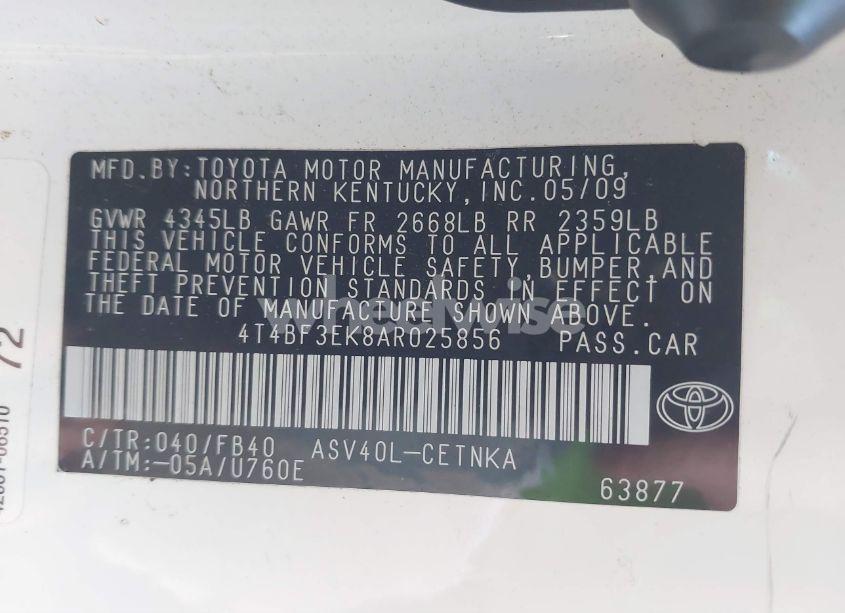 MFD.BY:TOYOTA MOTOR MANUFACTURING,
NORTHERN KENTUCKY,INC.05/09
GVWR 4345LB GAWR FR 2668LB RR 2359LB
THIS VEHICLE CONFORMS TO ALL APPLICABLE
FEDERAL MOTOR VEHICLE SAFETY,BUMPER,AND
THEFT PREVENTION STANDARDS IN EFFECT ON
THE DATE OF MANUFACTURE SHOWN ABOVE.
wheelwise
4T4BF3EK8AR025856 PASS.CAR
C/TR:040/FB40 ASV40L-CETNKA
A/TM:-05A/U760E
63877
72